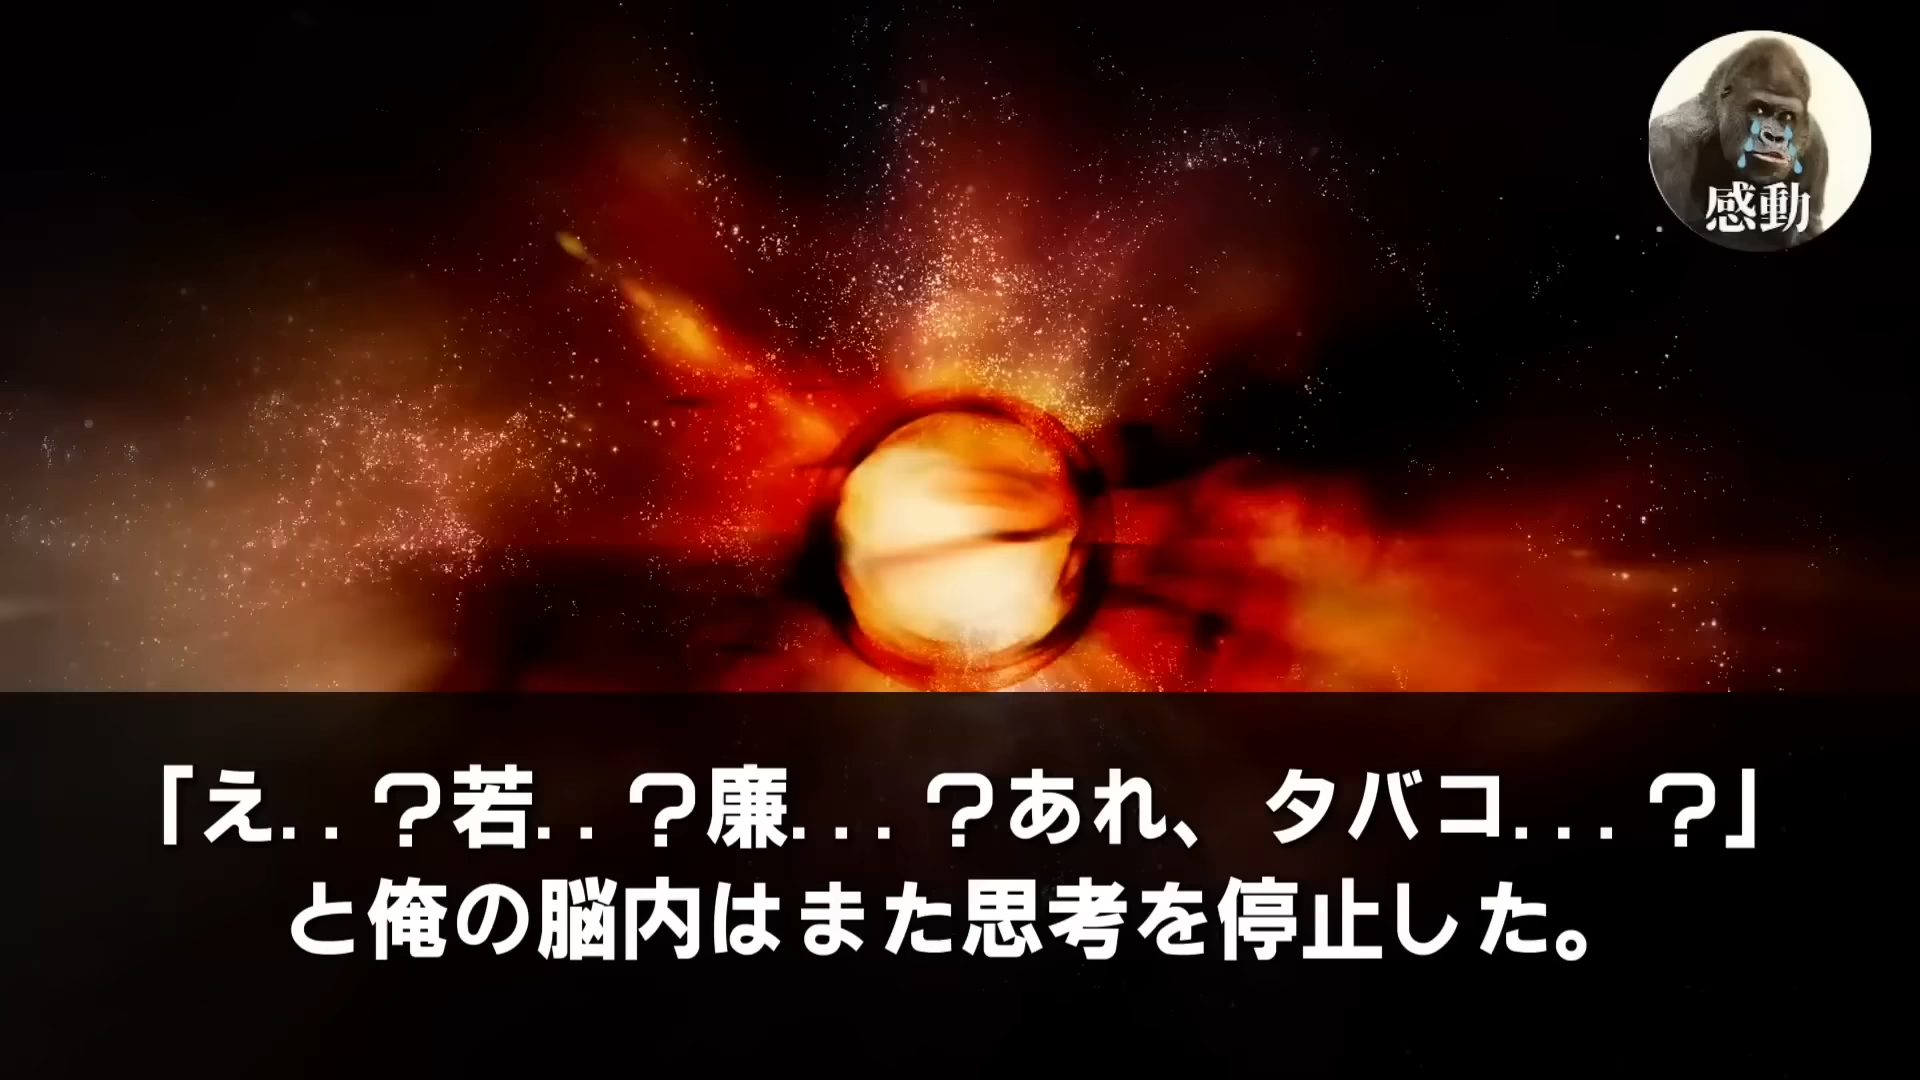 感動
「え..？若..？廉...？あれ、タバコ...？」
と俺の脳内はまた思考を停止した。